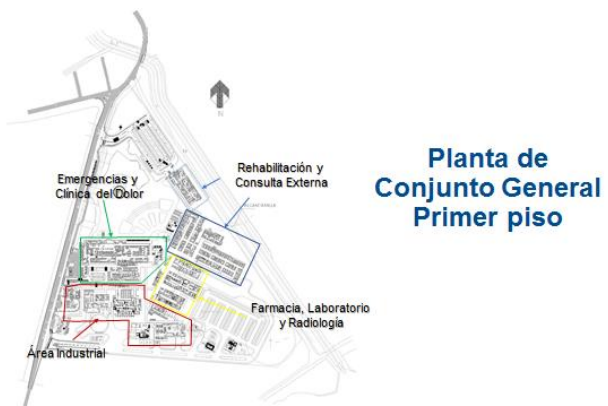 N
Emergencias y
Clínica del Dolor
Rehabilitación y
Consulta Externa
Planta de
Conjunto General
Primer piso
Farmacia, Laboratorio
y Radiología
Área Industrial